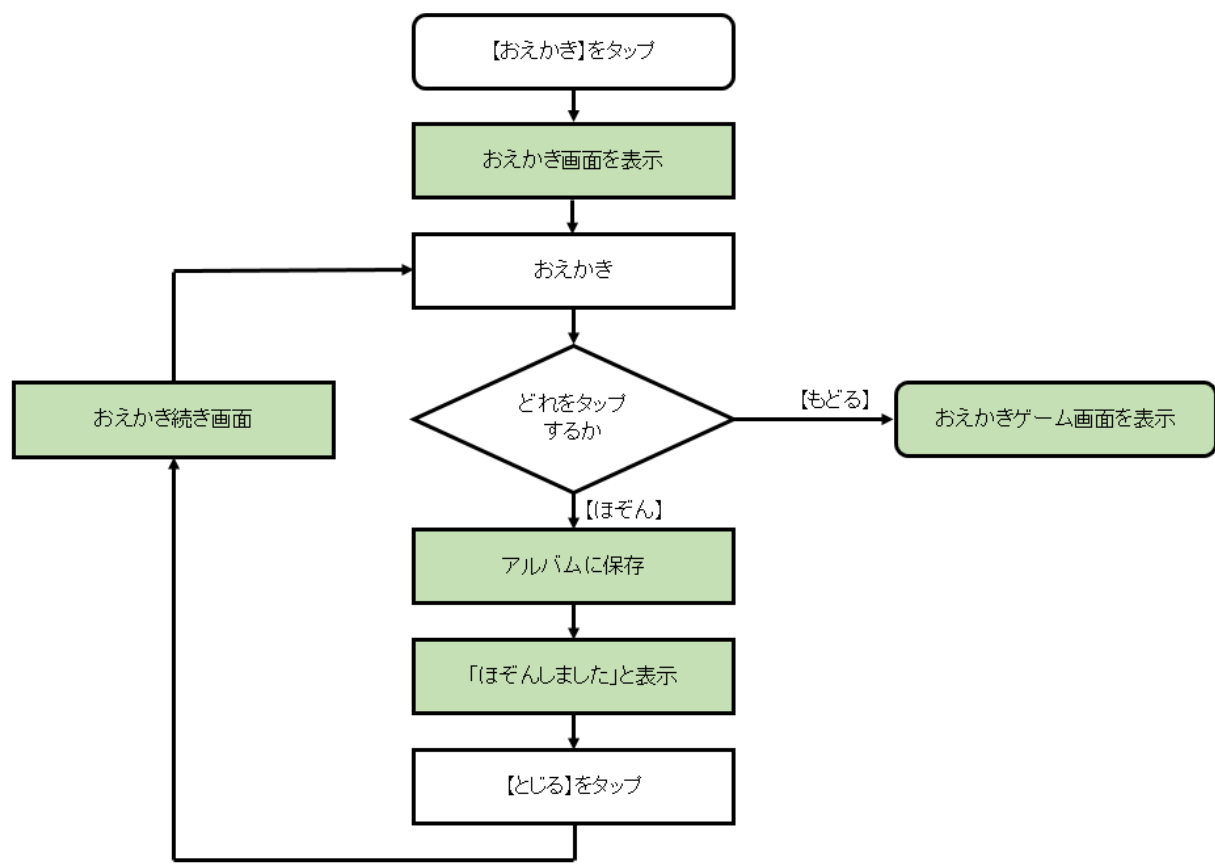 【おえかき】をタップ
おえかき画面を表示
おえかき
おえかき続き画面
どれをタップ
するか
【もどる】
おえかきゲーム画面を表示
【ほぞん】
アルバムに保存
「ほぞんしました」と表示
【とじる】をタップ